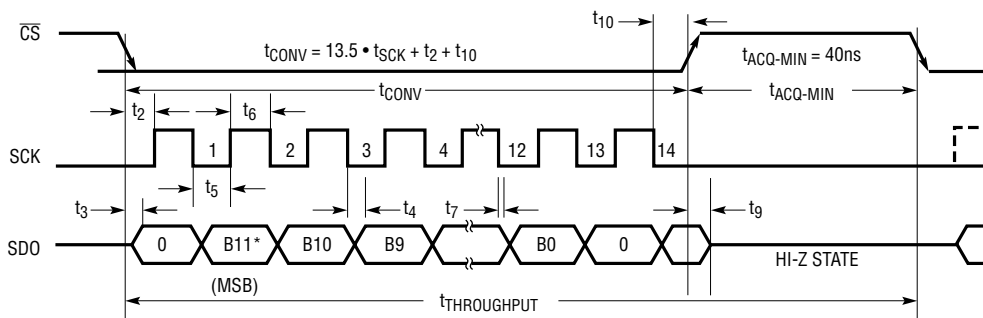 t10
CS
tCONV = 13.5 • tSCK + t2 + t10
tACQ-MIN = 40ns
tCONV
tACQ-MIN
t2
t6
SCK
1
2
3
4
12
13
14
t5
t3
t4
t7
t9
SDO
0
B11*
B10
B9
B0
0
HI-Z STATE
(MSB)
tTHROUGHPUT